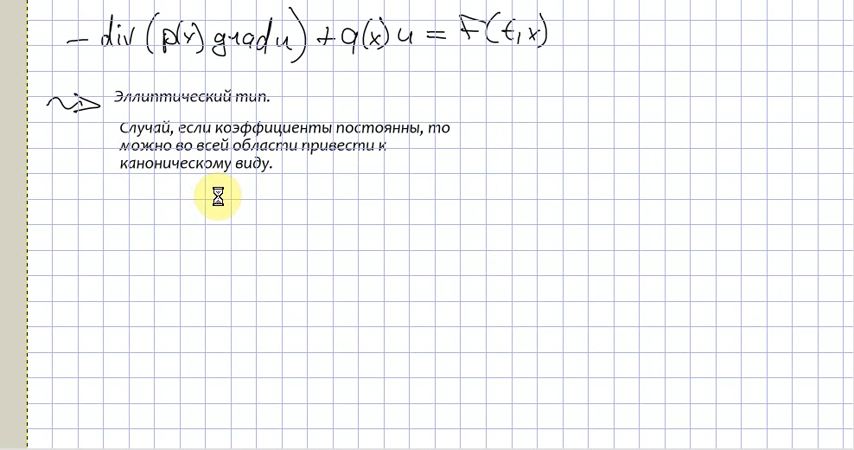 - div(p(x) grad u) + q(x) u = F(t, x)
Эллиптический тип.
Случай, если коэффициенты постоянны, то
можно во всей области привести к
каноническому виду.